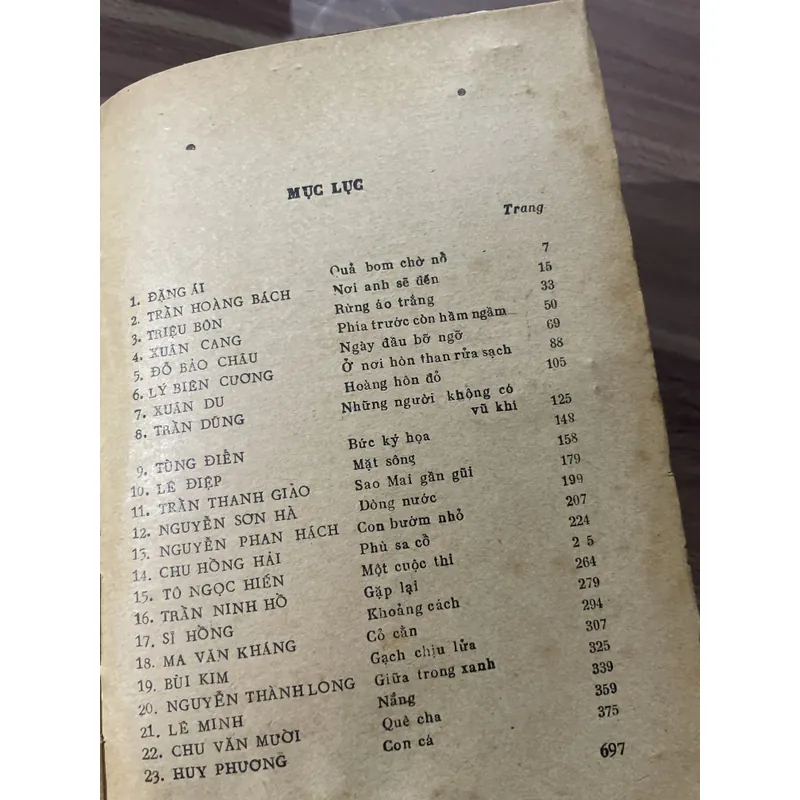 MỤC LỤC
Trang
1. ĐẶNG ÁI Quả bom chờ nổ 7
2. TRẦN HOÀNG BÁCH Nơi anh sẽ đến 15
3. TRIỆU BÔN Rừng áo trắng 33
4. XUÂN CANG Phía trước còn hầm ngầm 50
5. ĐỖ BẢO CHÂU Ngày đầu bỡ ngỡ 69
6. LÝ BIÊN CƯƠNG Ở nơi hòn than rửa sạch 88
7. XUÂN DU Hoàng hôn đỏ 105
8. TRẦN DŨNG Những người không có
vũ khí 125
9. TÙNG ĐIỂN Bức ký họa 148
10. LÊ ĐIỆP Mặt sông 158
11. TRẦN THANH GIAO Sao Mai gần gũi 179
12. NGUYỄN SƠN HÀ Dòng nước 199
13. NGUYỄN PHAN HÁCH Con bướm nhỏ 207
14. CHU HỒNG HẢI Phù sa cổ 224
15. TÔ NGỌC HIẾN Một cuộc thi 2 5
16. TRẦN NINH HỒ Gặp lại 264
17. SĨ HỒNG Khoảng cách 279
18. MA VĂN KHÁNG Cỏ cằn 294
19. BÙI KIM Gạch chịu lửa 307
20. NGUYỄN THÀNH LONG Giữa trong xanh 325
21. LÊ MINH Nắng 339
22. CHU VĂN MƯỜI Quê cha 359
23. HUY PHƯƠNG Con cá 375
697